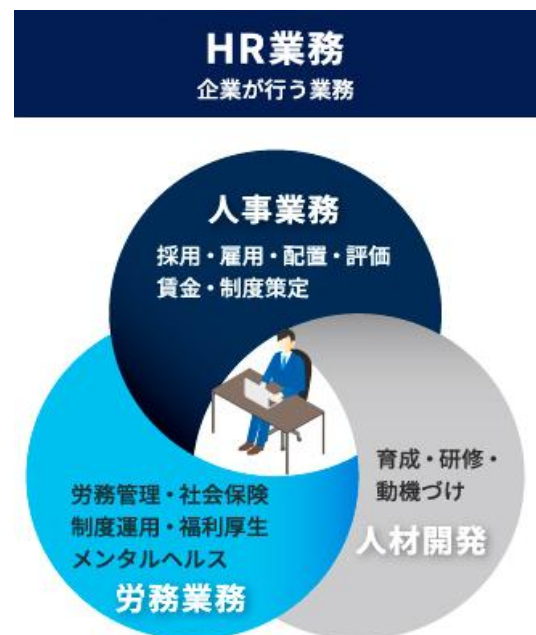 HR業務
企業が行う業務
人事業務
採用・雇用・配置・評価
賃金・制度策定
労務管理・社会保険
制度運用・福利厚生
メンタルヘルス
労務業務
育成・研修・
動機づけ
人材開発